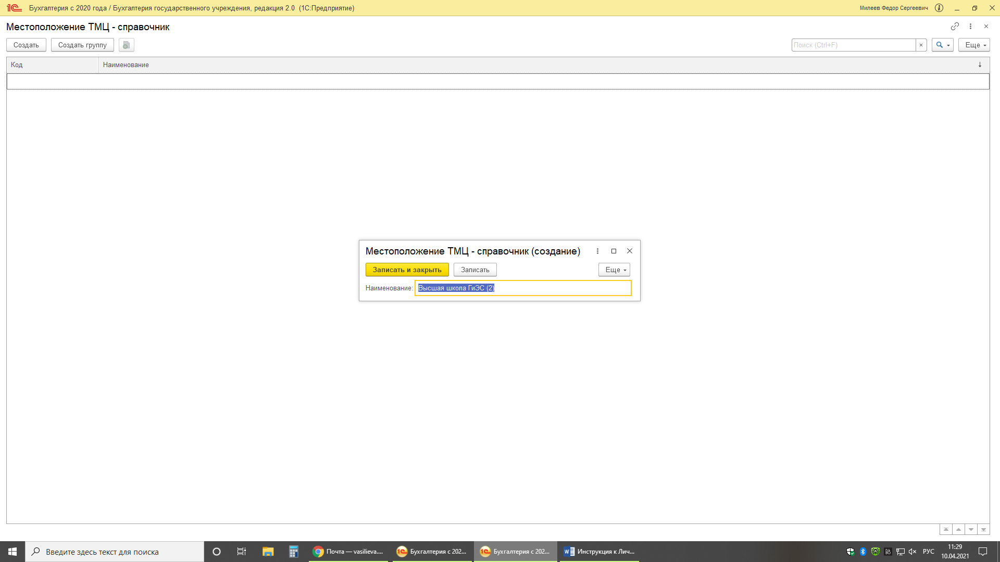 Бухгалтерия с 2020 года / Бухгалтерия государственного учреждения, редакция 2.0 (1С:Предприятие)
Милеев Федор Сергеевич
Местоположение ТМЦ - справочник
Создать
Создать группу
Поиск (Ctrl+F)
Еще
Код
Наименование
Местоположение ТМЦ - справочник (создание)
Записать и закрыть
Записать
Еще
Наименование:
Высшая школа ГиЭС (2)
Введите здесь текст для поиска
Почта — vasilieva....
Бухгалтерия с 202...
Бухгалтерия с 202...
Инструкция к Лич...
РУС
11:29
10.04.2021